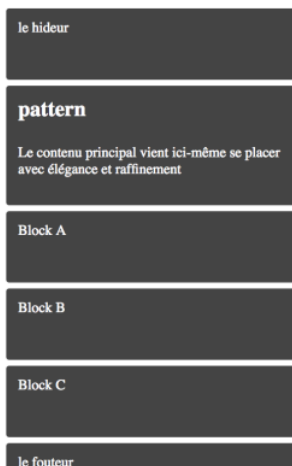 le hideur
pattern
Le contenu principal vient ici-même se placer
avec élégance et raffinement
Block A
Block B
Block C
le fouteur